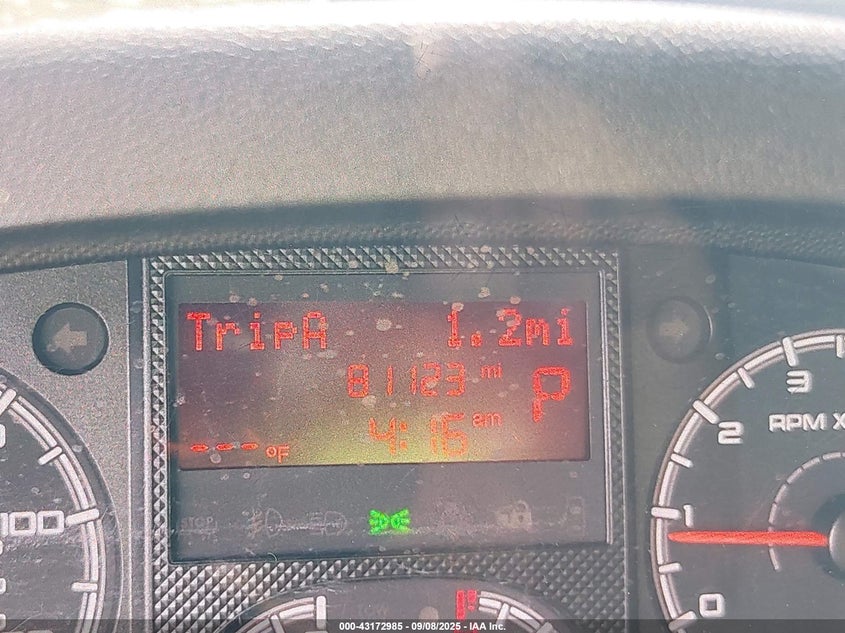 TripA 1.2mi
81123 mi P
4:16 am
---°F
STOP
100
3
2
RPM X
1
0
000-43172985 - 09/08/2025 - IAA Inc.